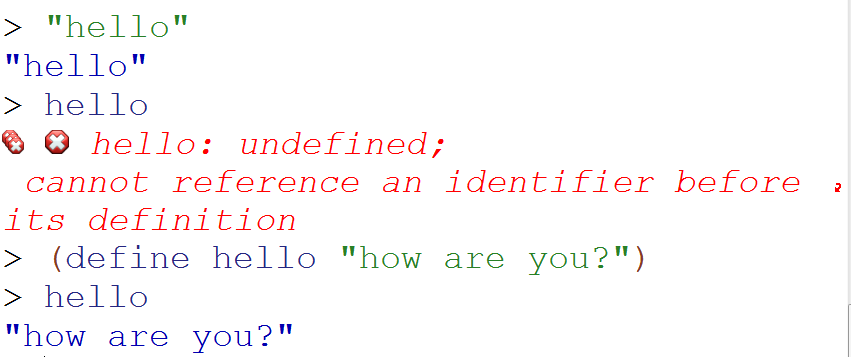 > "hello"
"hello"
> hello
hello: undefined;
cannot reference an identifier before
its definition
> (define hello "how are you?")
> hello
"how are you?"